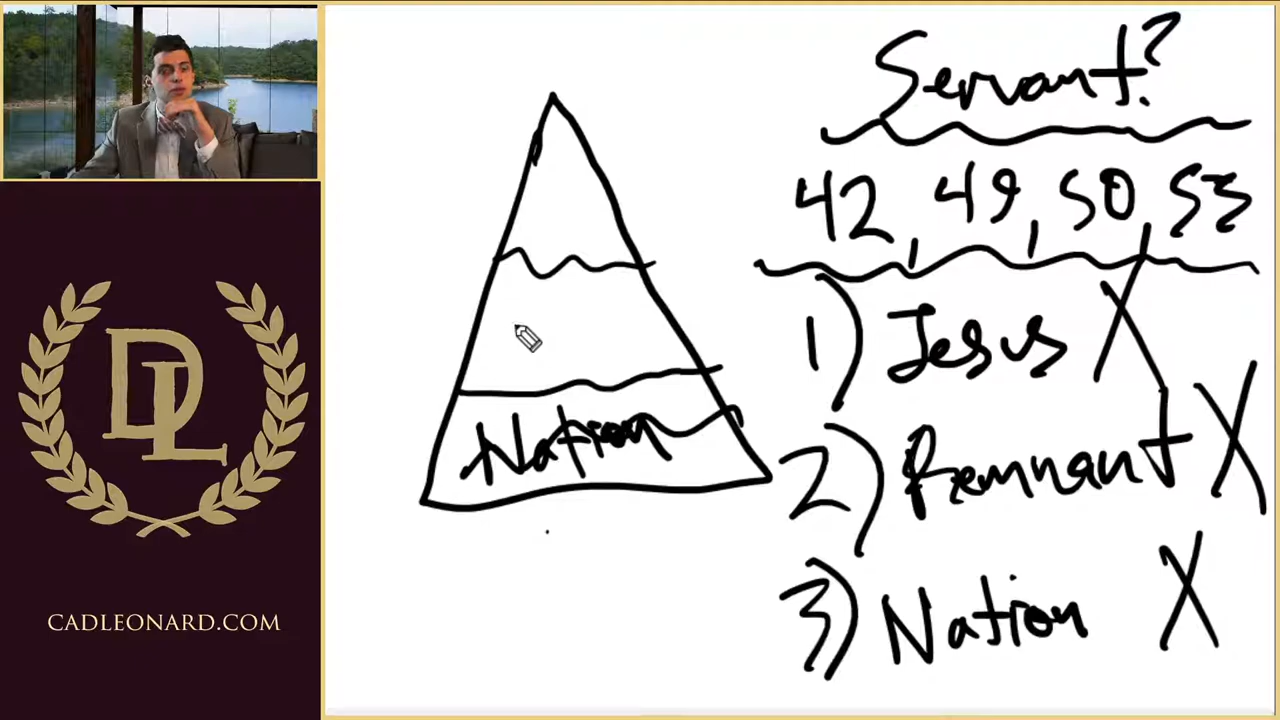 Servant?
42, 49, 50, 53
1) Jesus X
2) Remnant X
3) Nation X
Nation
DL
CADLEONARD.COM